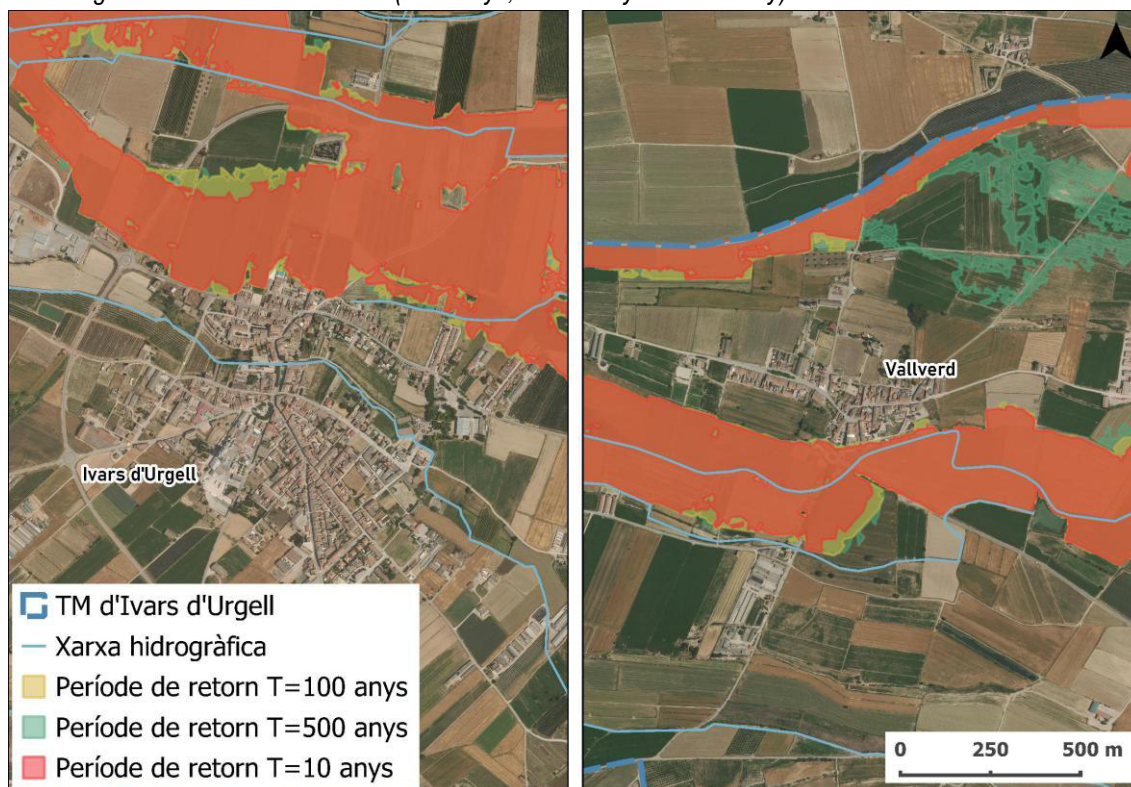 Ivars d'Urgell
TM d'Ivars d'Urgell
Xarxa hidrogràfica
Període de retorn T=100 anys
Període de retorn T=500 anys
Període de retorn T=10 anys
Vallverd
0 250 500 m